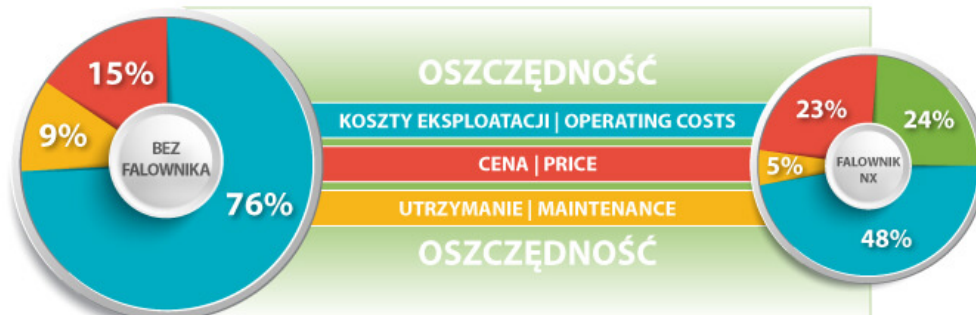 OSZCZĘDNOŚĆ
15%
9%
BEZ
FALOWNIKA
76%
KOSZTY EKSPLOATACJI | OPERATING COSTS
CENA | PRICE
UTRZYMANIE | MAINTENANCE
OSZCZĘDNOŚĆ
23%
24%
5%
FALOWNIK
NX
48%